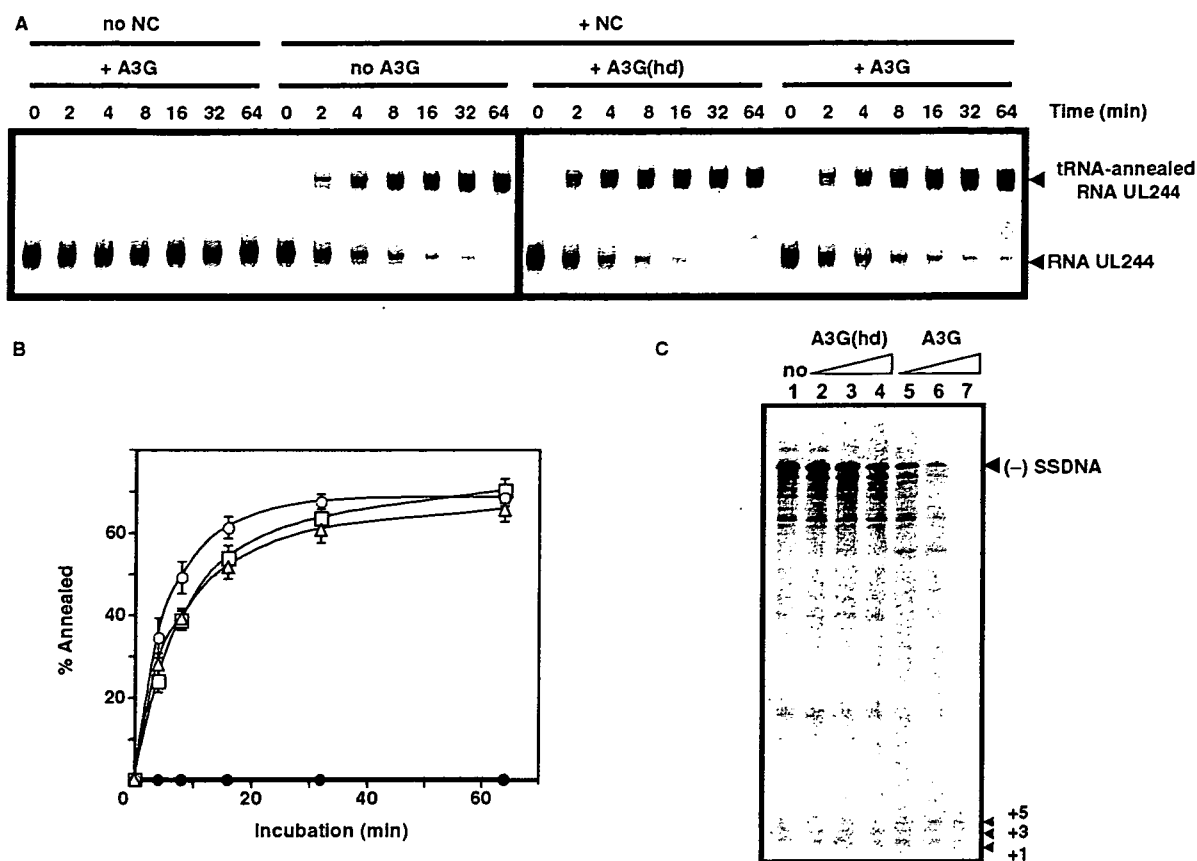 A
no NC
+ NC
+ A3G
no A3G
+ A3G(hd)
+ A3G
0 2 4 8 16 32 64 0 2 4 8 16 32 64 0 2 4 8 16 32 64 0 2 4 8 16 32 64 Time (min)
tRNA-annealed
RNA UL244
RNA UL244
B
% Annealed
60
40
20
0 20 40 60
Incubation (min)
C
A3G(hd) A3G
no
1 2 3 4 5 6 7
(–) SSDNA
+5
+3
+1